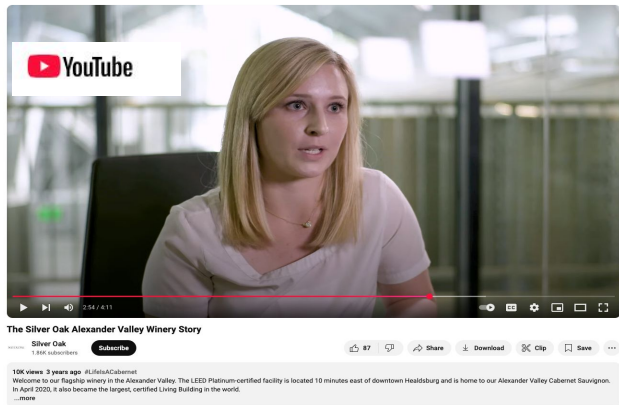 YouTube
2:54 / 4:11
CC
The Silver Oak Alexander Valley Winery Story
Silver Oak
1.86K subscribers
Subscribe
87
Share
Download
Clip
Save
10K views 3 years ago #LifeIsACabernet
Welcome to our flagship winery in the Alexander Valley. The LEED Platinum-certified facility is located 10 minutes east of downtown Healdsburg and is home to our Alexander Valley Cabernet Sauvignon.
In April 2020, it also became the largest, certified Living Building in the world.
...more